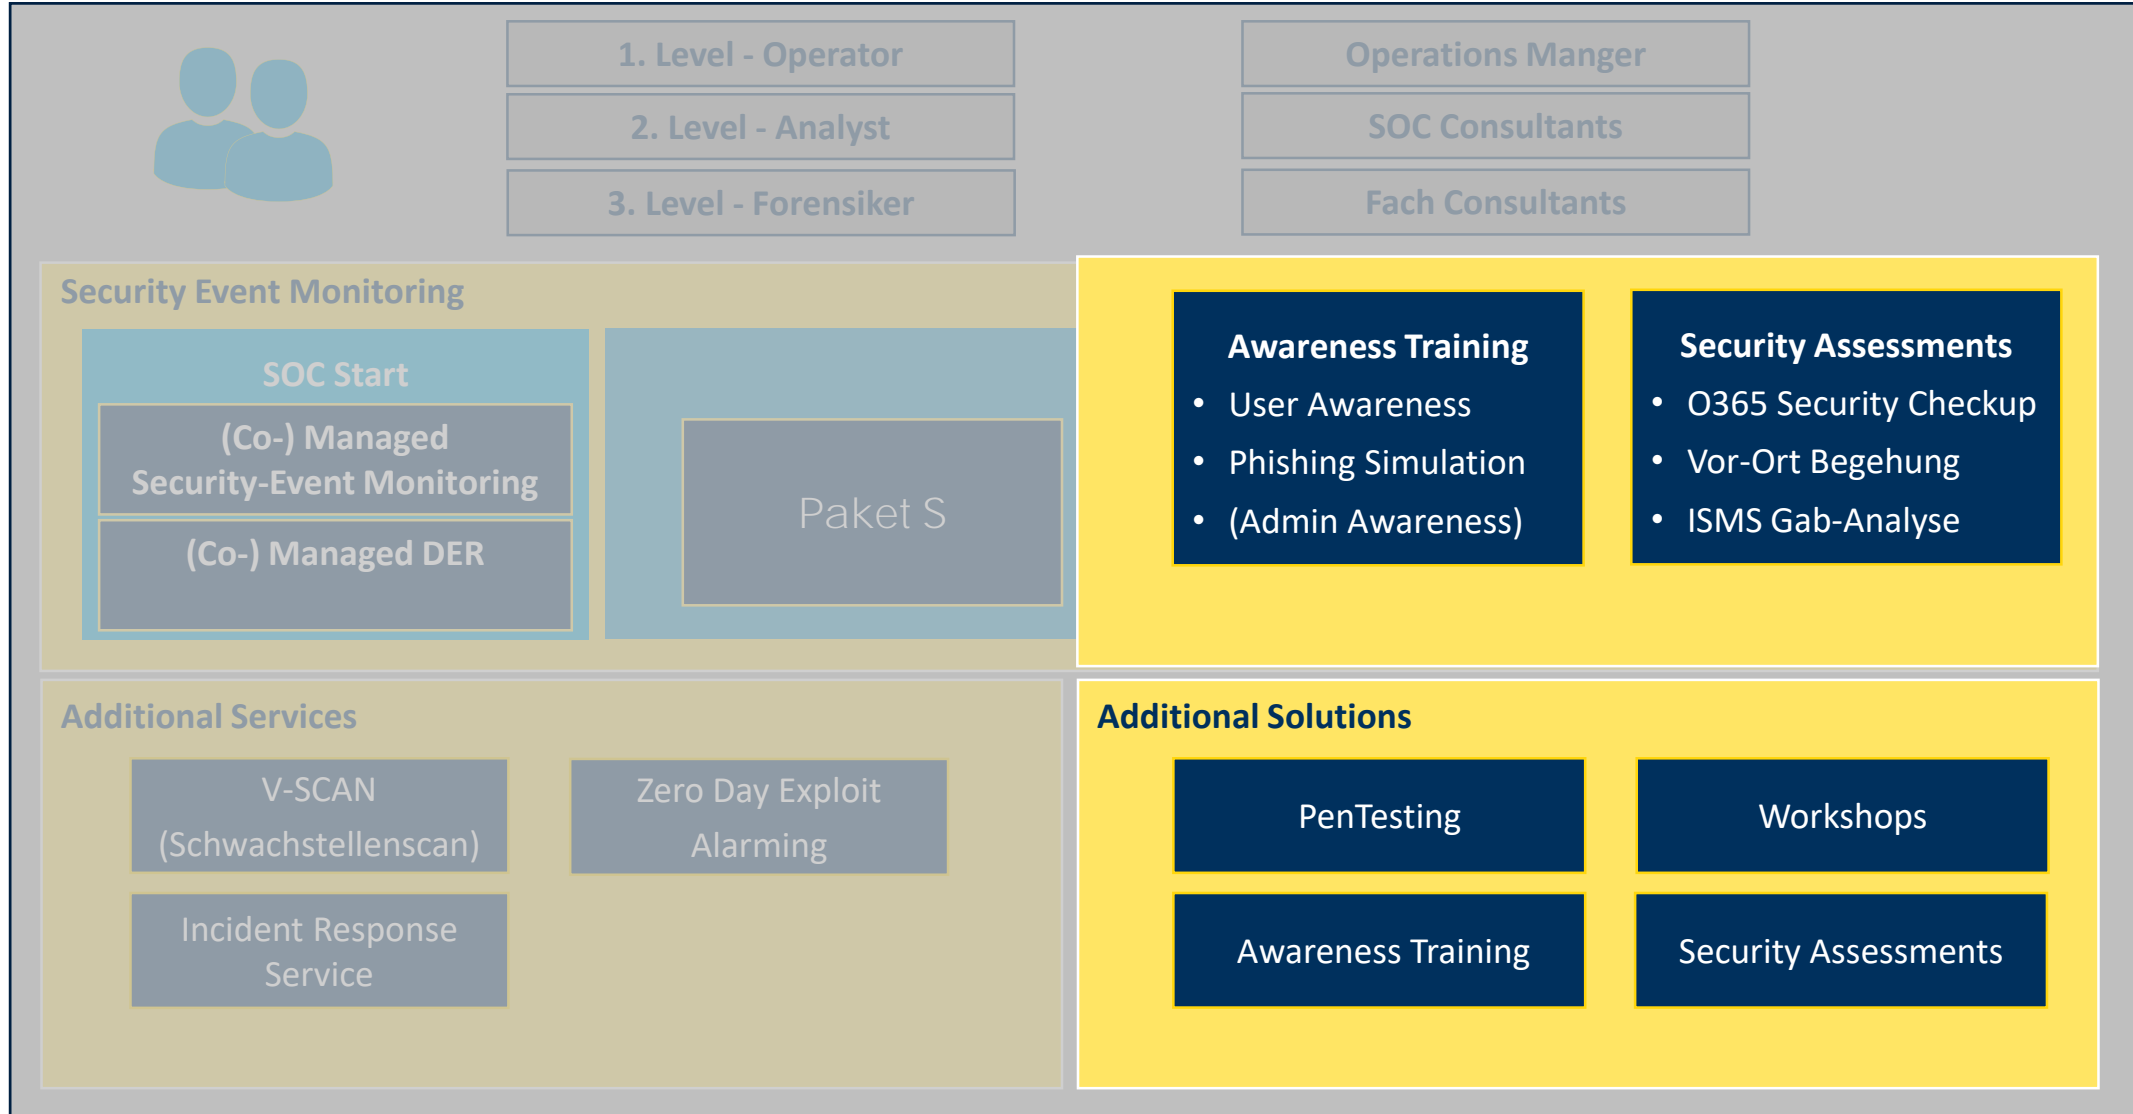 1. Level - Operator
2. Level - Analyst
3. Level - Forensiker
Operations Manger
SOC Consultants
Fach Consultants
Security Event Monitoring
SOC Start
(Co-) Managed
Security-Event Monitoring
(Co-) Managed DER
Paket S
Awareness Training
• User Awareness
• Phishing Simulation
• (Admin Awareness)
Security Assessments
• O365 Security Checkup
• Vor-Ort Begehung
• ISMS Gab-Analyse
Additional Services
V-SCAN
(Schwachstellenscan)
Zero Day Exploit
Alarming
Incident Response
Service
Additional Solutions
PenTesting
Workshops
Awareness Training
Security Assessments